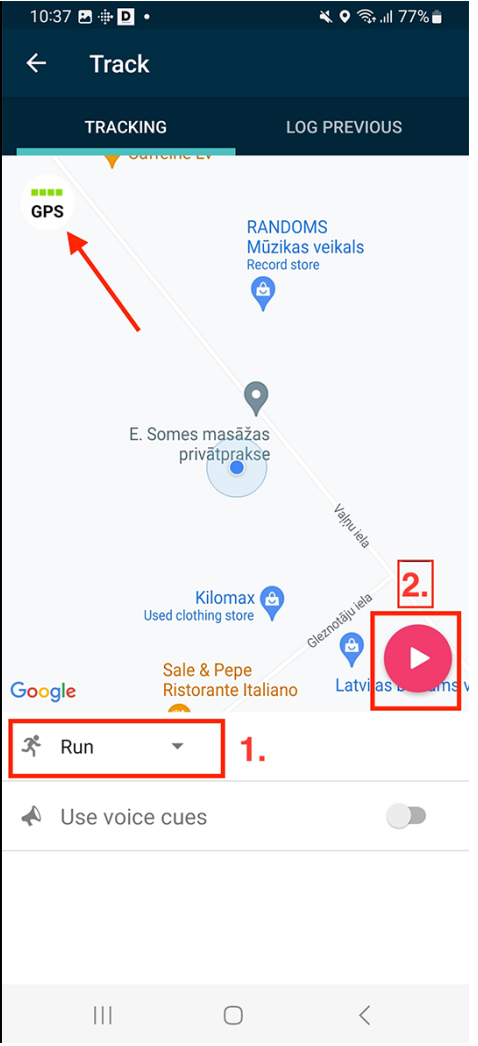 10:37 D 77%
Track
TRACKING LOG PREVIOUS
GPS
RANDOMS
Mūzikas veikals
Record store
E. Somes masāžas
privātprakse
Vaļņu iela
2.
Kilomax
Used clothing store
Gleznotāju iela
Sale & Pepe
Ristorante Italiano
Google
Run
1.
Use voice cues